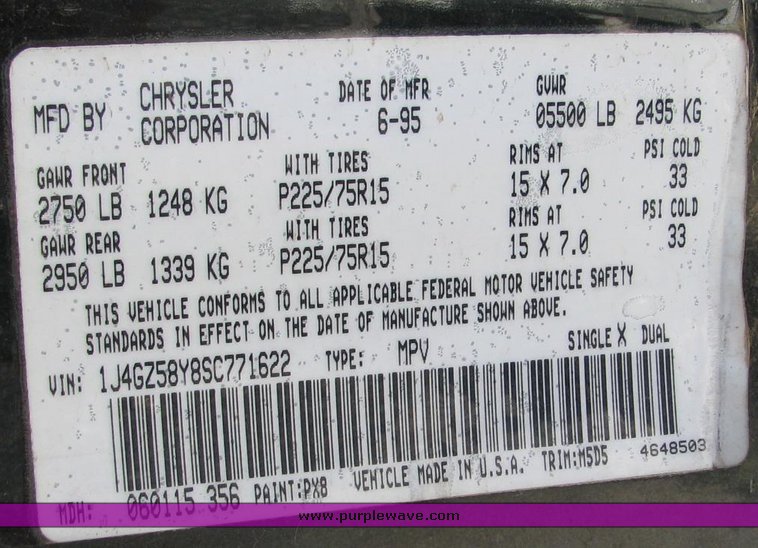 MFD BY CHRYSLER CORPORATION DATE OF MFR 6-95 GVWR 05500 LB 2495 KG
GAWR FRONT WITH TIRES RIMS AT PSI COLD
2750 LB 1248 KG P225/75R15 15 X 7.0 33
GAWR REAR WITH TIRES RIMS AT PSI COLD
2950 LB 1339 KG P225/75R15 15 X 7.0 33
THIS VEHICLE CONFORMS TO ALL APPLICABLE FEDERAL MOTOR VEHICLE SAFETY
STANDARDS IN EFFECT ON THE DATE OF MANUFACTURE SHOWN ABOVE.
VIN: 1J4GZ58Y8SC771622 TYPE: MPV SINGLE X DUAL
MDH: 060115 356 PAINT:PX8 VEHICLE MADE IN U.S.A. TRIM:M5D5 4648503
www.purplewave.com